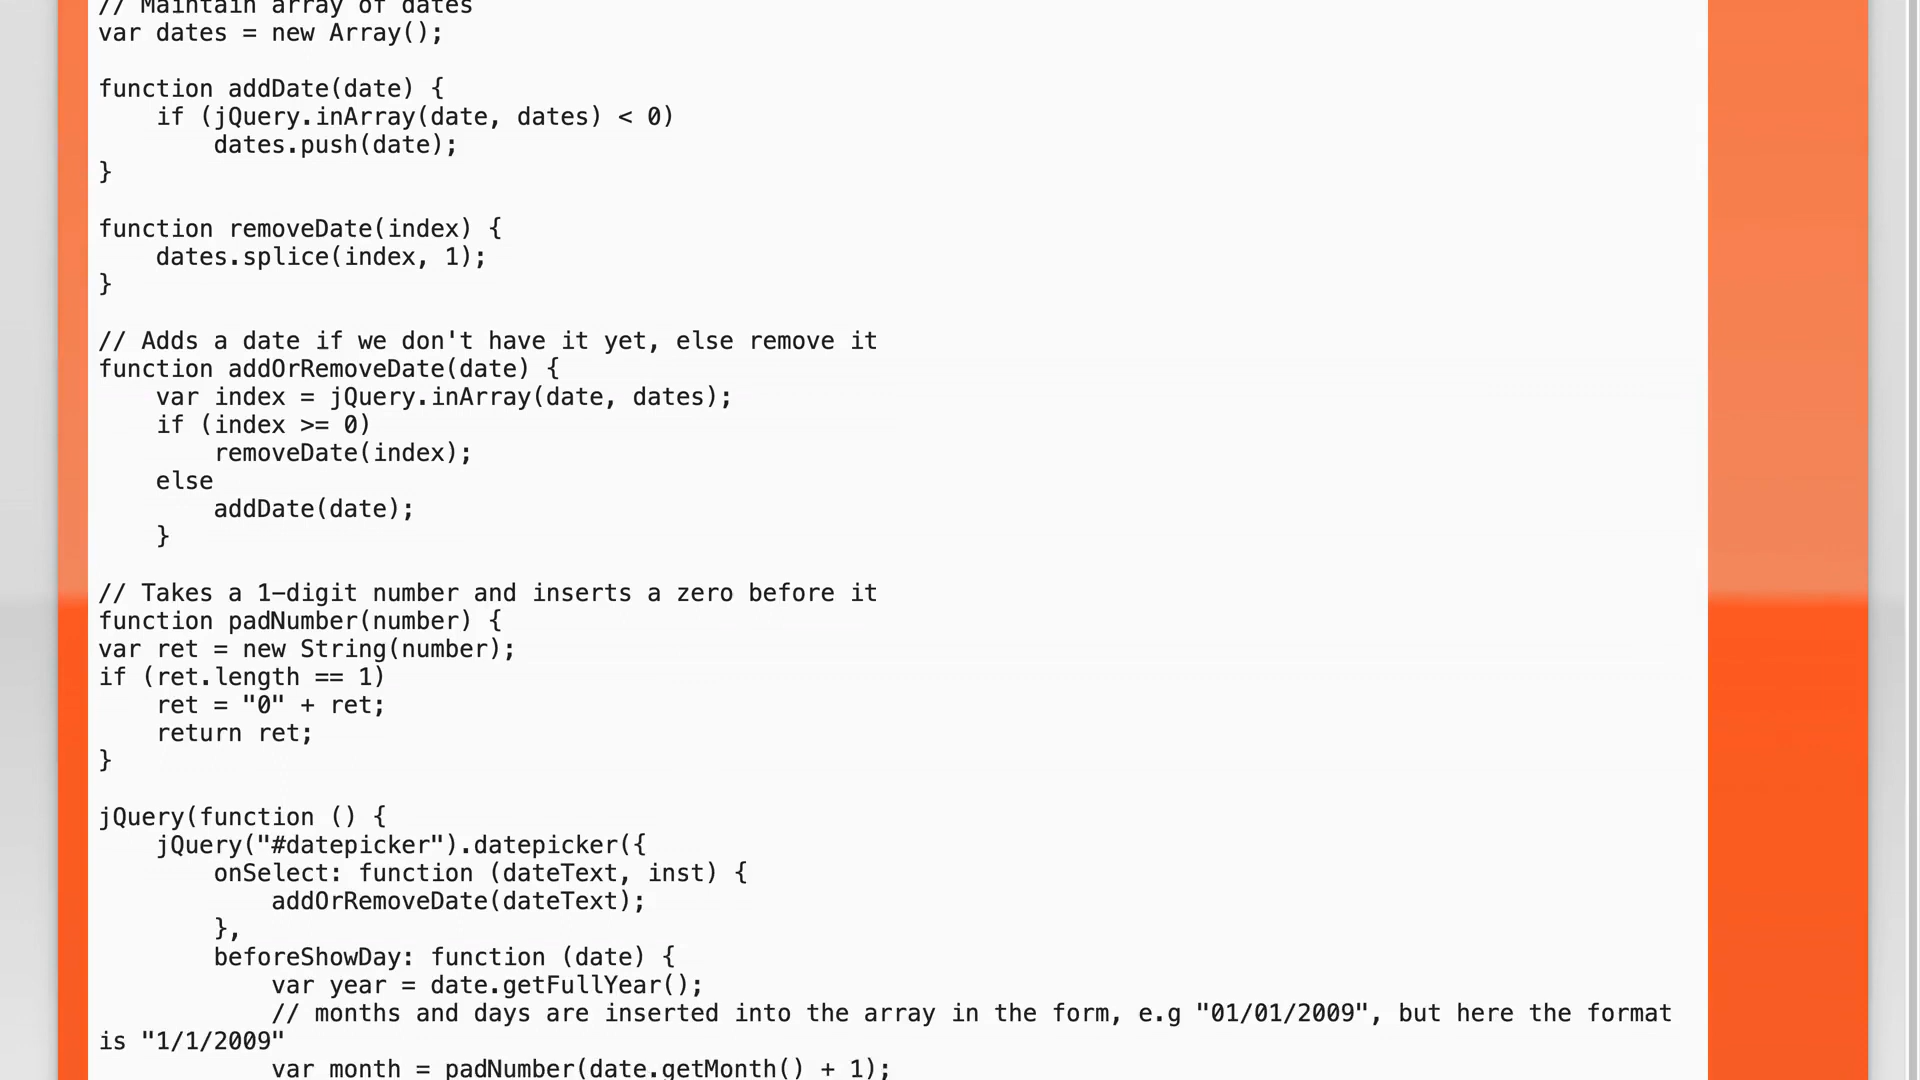 // Maintain array of dates
var dates = new Array();

function addDate(date) {
    if (jQuery.inArray(date, dates) < 0)
        dates.push(date);
}

function removeDate(index) {
    dates.splice(index, 1);
}

// Adds a date if we don't have it yet, else remove it
function addOrRemoveDate(date) {
    var index = jQuery.inArray(date, dates);
    if (index >= 0)
        removeDate(index);
    else
        addDate(date);
    }

// Takes a 1-digit number and inserts a zero before it
function padNumber(number) {
var ret = new String(number);
if (ret.length == 1)
    ret = "0" + ret;
    return ret;
}

jQuery(function () {
    jQuery("#datepicker").datepicker({
        onSelect: function (dateText, inst) {
            addOrRemoveDate(dateText);
        },
        beforeShowDay: function (date) {
            var year = date.getFullYear();
            // months and days are inserted into the array in the form, e.g "01/01/2009", but here the format
is "1/1/2009"
            var month = padNumber(date.getMonth() + 1);